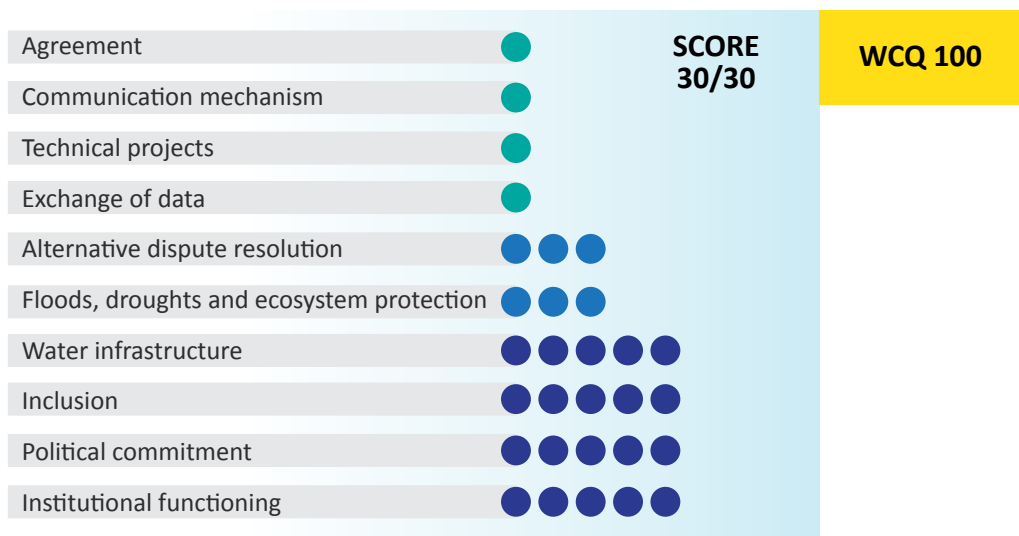 Agreement
SCORE
30/30
WCQ 100
Communication mechanism
Technical projects
Exchange of data
Alternative dispute resolution
Floods, droughts and ecosystem protection
Water infrastructure
Inclusion
Political commitment
Institutional functioning